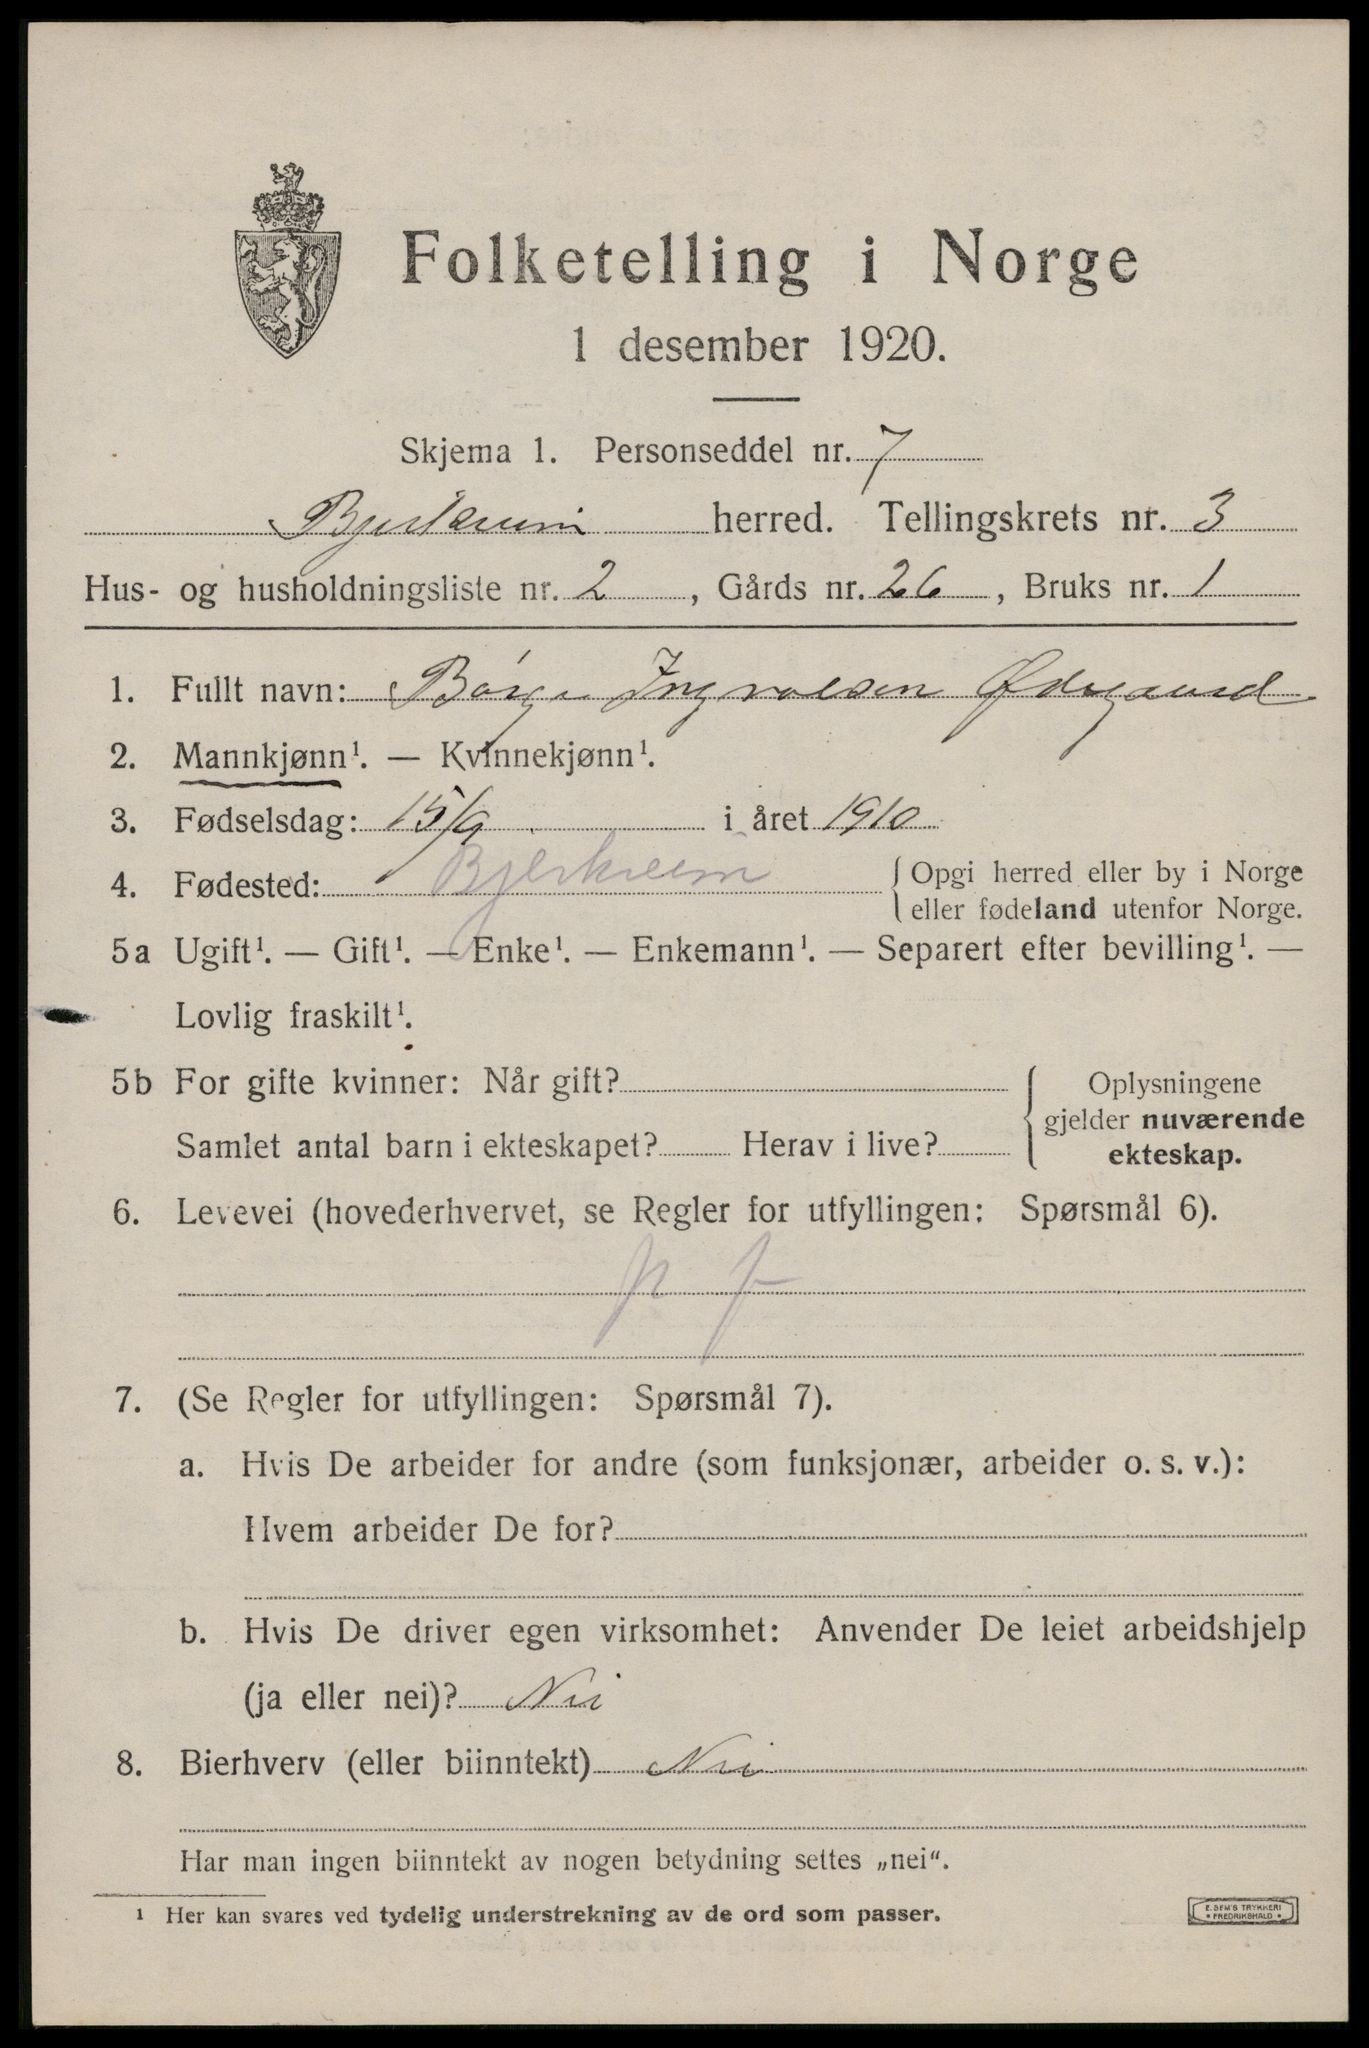 Folketelling i Norge
1 desember 1920.
Skjema 1. Personseddel nr. 7
Bjerkreim herred. Tellingskrets nr. 3
Hus- og husholdningsliste nr. 2, Gårds nr. 26, Bruks nr. 1
1. Fullt navn: Børge Ingvalsen Ødegaard
2. Mannkjønn¹. — Kvinnekjønn¹.
3. Fødselsdag: 15/9 i året 1910
4. Fødested: Bjerkreim { Opgi herred eller by i Norge
eller fødeland utenfor Norge.
5a Ugift¹. — Gift¹. — Enke¹. — Enkemann¹. — Separert efter bevilling¹. —
Lovlig fraskilt¹.
5b For gifte kvinner: Når gift?
Samlet antal barn i ekteskapet? Herav i live?
{ Oplysningene
gjelder nuværende
ekteskap.
6. Levevei (hovederhvervet, se Regler for utfyllingen: Spørsmål 6).
7. (Se Regler for utfyllingen: Spørsmål 7).
a. Hvis De arbeider for andre (som funksjonær, arbeider o. s. v.):
Hvem arbeider De for?
b. Hvis De driver egen virksomhet: Anvender De leiet arbeidshjelp
(ja eller nei)? Nei
8. Bierhverv (eller biinntekt) Nei
Har man ingen biinntekt av nogen betydning settes „nei".
¹ Her kan svares ved tydelig understrekning av de ord som passer.
E. SEM'S TRYKKERI
• FREDRIKSHALD •